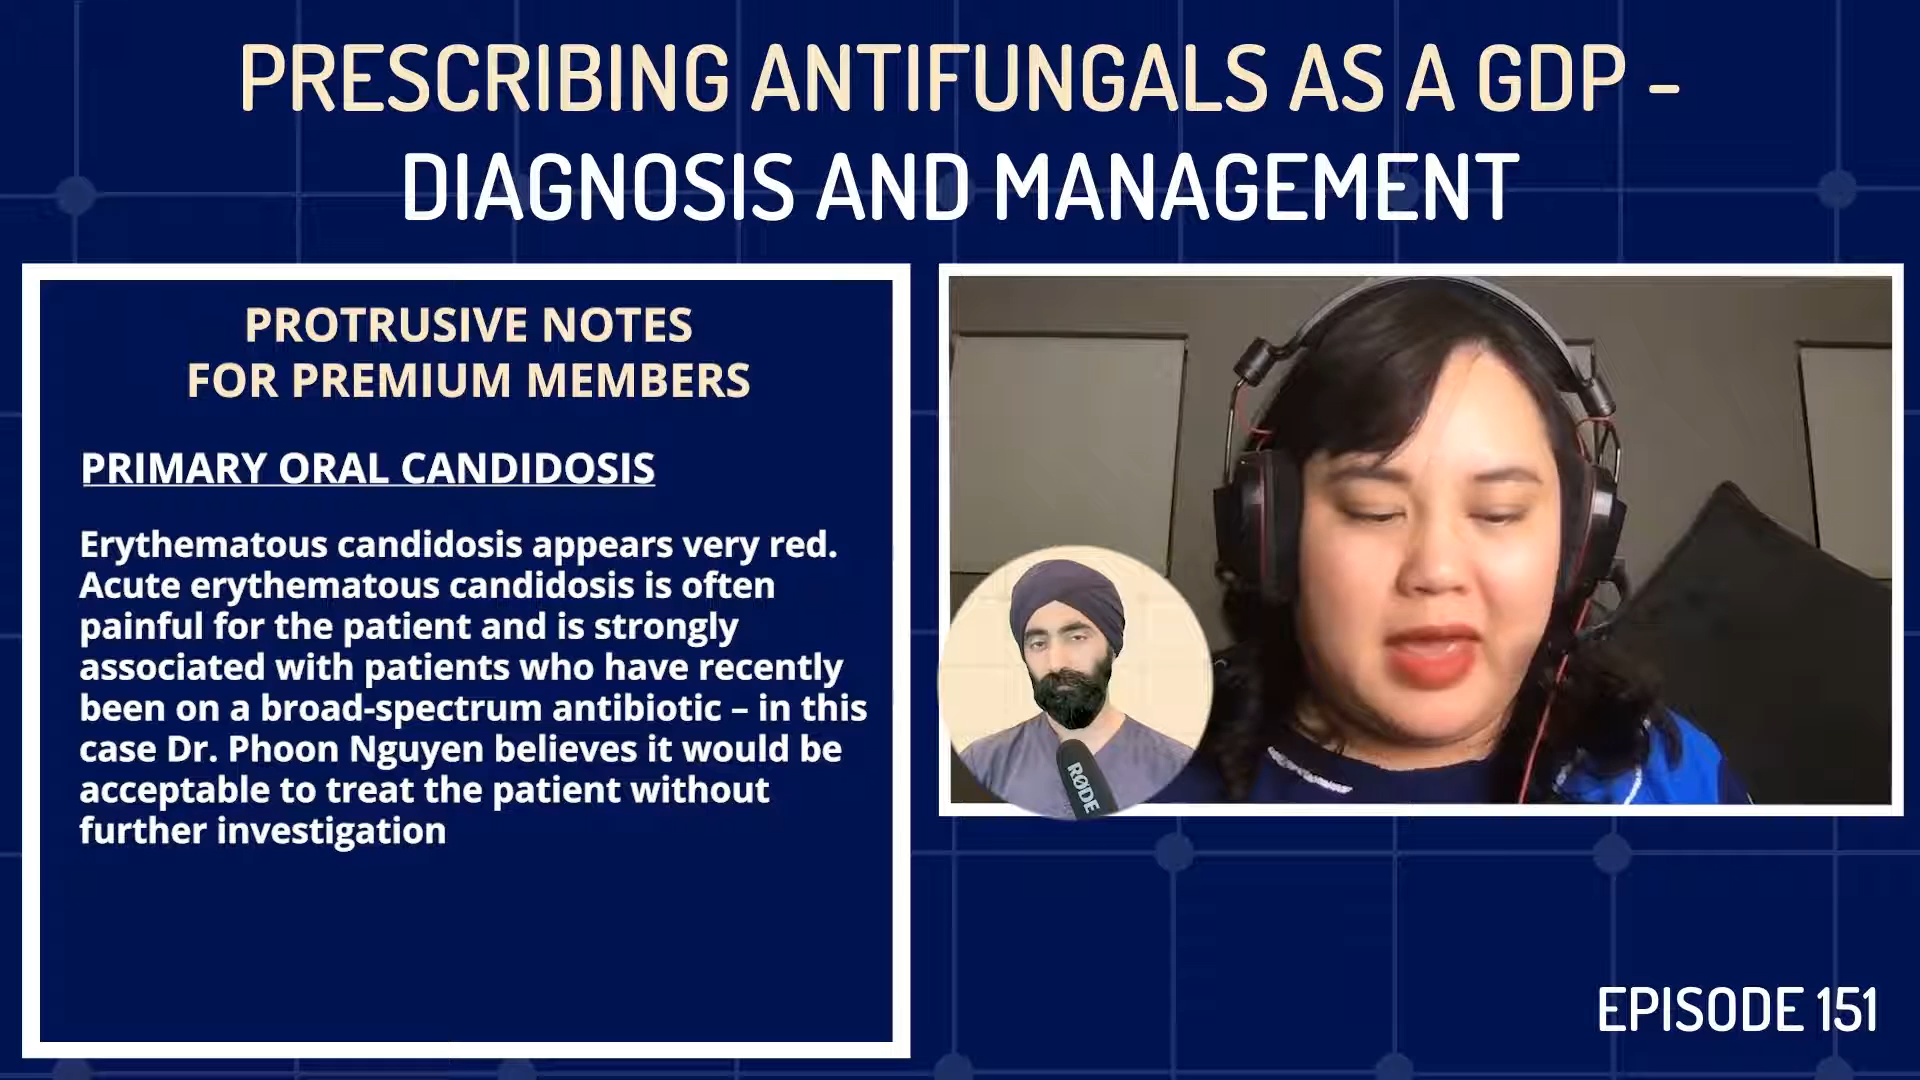 PRESCRIBING ANTIFUNGALS AS A GDP –
DIAGNOSIS AND MANAGEMENT
PROTRUSIVE NOTES
FOR PREMIUM MEMBERS
PRIMARY ORAL CANDIDOSIS
Erythematous candidosis appears very red.
Acute erythematous candidosis is often
painful for the patient and is strongly
associated with patients who have recently
been on a broad-spectrum antibiotic – in this
case Dr. Phoon Nguyen believes it would be
acceptable to treat the patient without
further investigation
RØDE
EPISODE 151